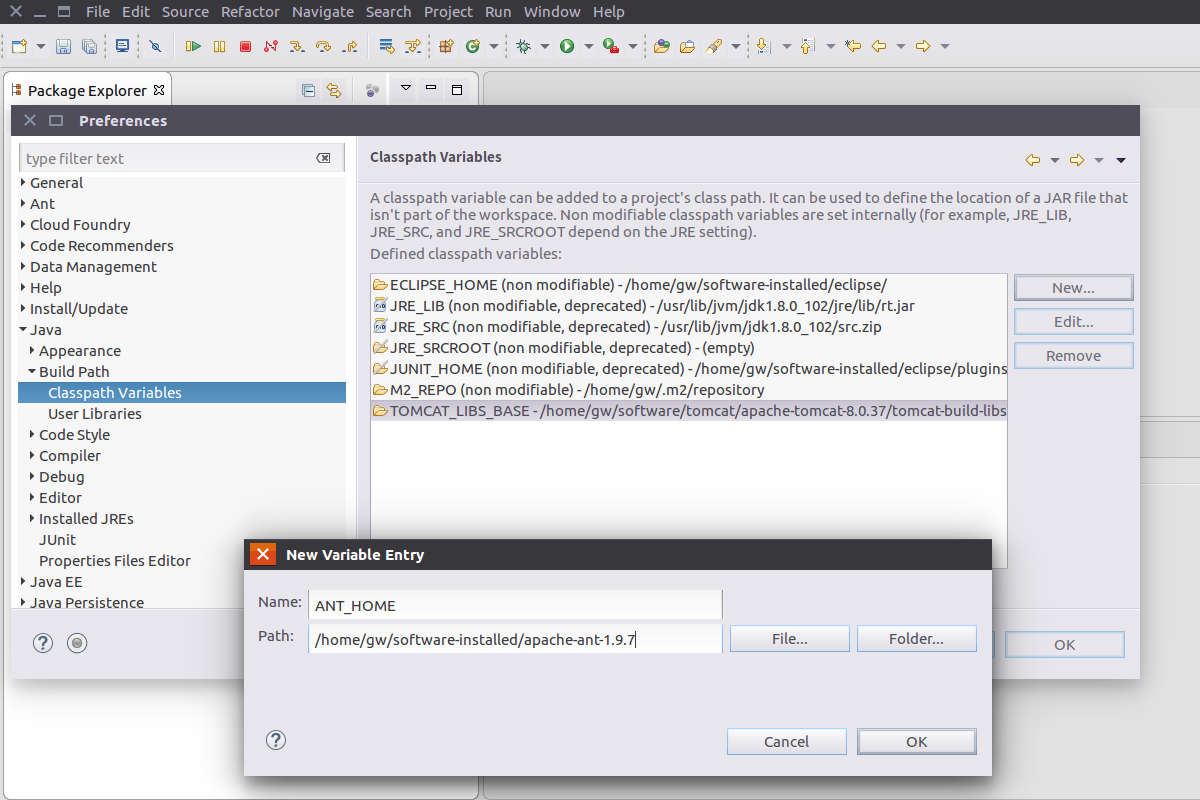 File Edit Source Refactor Navigate Search Project Run Window Help
Package Explorer
Preferences
type filter text
General
Ant
Cloud Foundry
Code Recommenders
Data Management
Help
Install/Update
Java
Appearance
Build Path
Classpath Variables
User Libraries
Code Style
Compiler
Debug
Editor
Installed JREs
JUnit
Properties Files Editor
Java EE
Java Persistence
Classpath Variables
A classpath variable can be added to a project's class path. It can be used to define the location of a JAR file that
isn't part of the workspace. Non modifiable classpath variables are set internally (for example, JRE_LIB,
JRE_SRC, and JRE_SRCROOT depend on the JRE setting).
Defined classpath variables:
ECLIPSE_HOME (non modifiable) - /home/gw/software-installed/eclipse/
JRE_LIB (non modifiable, deprecated) - /usr/lib/jvm/jdk1.8.0_102/jre/lib/rt.jar
JRE_SRC (non modifiable, deprecated) - /usr/lib/jvm/jdk1.8.0_102/src.zip
JRE_SRCROOT (non modifiable, deprecated) - (empty)
JUNIT_HOME (non modifiable, deprecated) - /home/gw/software-installed/eclipse/plugins
M2_REPO (non modifiable) - /home/gw/.m2/repository
TOMCAT_LIBS_BASE - /home/gw/software/tomcat/apache-tomcat-8.0.37/tomcat-build-libs
New...
Edit...
Remove
OK
New Variable Entry
Name: ANT_HOME
Path: /home/gw/software-installed/apache-ant-1.9.7 File... Folder...
Cancel OK